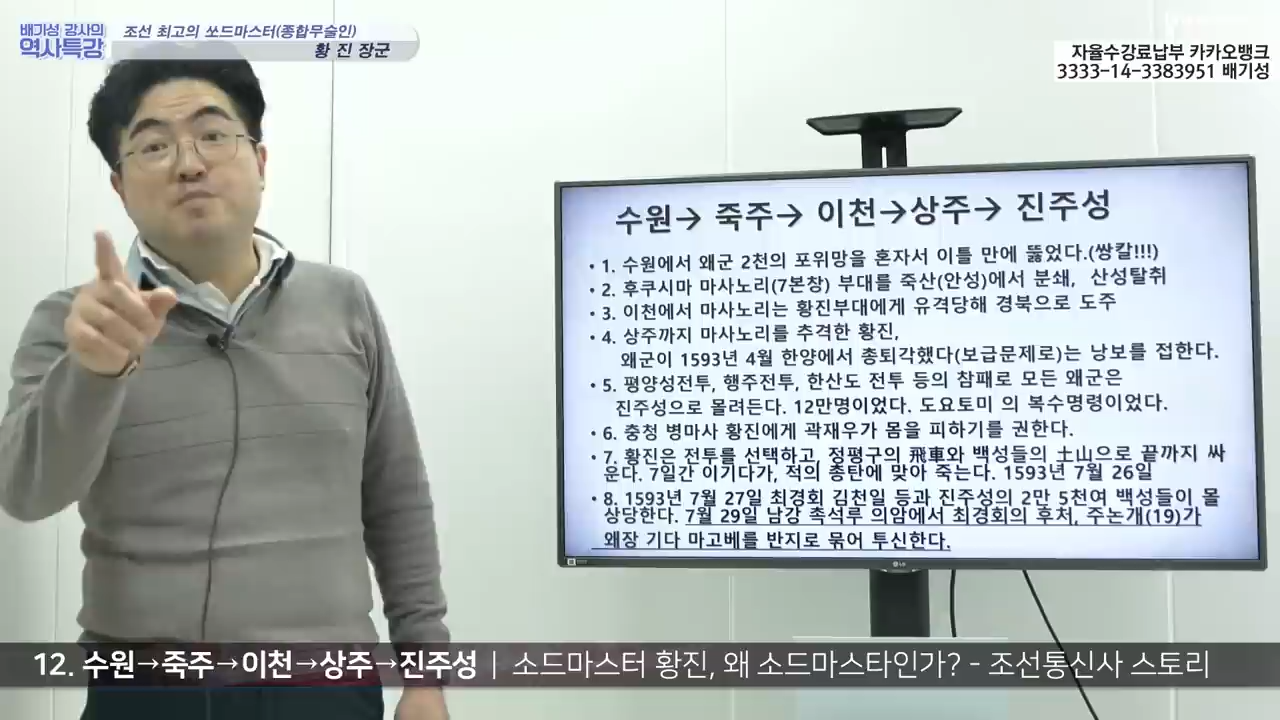 배기성 강사의
역사특강
조선 최고의 쏘드마스터(종합무술인)
황 진 장군
자율수강료납부 카카오뱅크
3333-14-3383951 배기성
수원→ 죽주→ 이천→상주→ 진주성
• 1. 수원에서 왜군 2천의 포위망을 혼자서 이틀 만에 뚫었다.(쌍칼!!!)
• 2. 후쿠시마 마사노리(7본창) 부대를 죽산(안성)에서 분쇄, 산성탈취
• 3. 이천에서 마사노리는 황진부대에게 유격당해 경북으로 도주
• 4. 상주까지 마사노리를 추격한 황진,
왜군이 1593년 4월 한양에서 총퇴각했다(보급문제로)는 낭보를 접한다.
• 5. 평양성전투, 행주전투, 한산도 전투 등의 참패로 모든 왜군은
진주성으로 몰려든다. 12만명이었다. 도요토미 의 복수명령이었다.
• 6. 충청 병마사 황진에게 곽재우가 몸을 피하기를 권한다.
• 7. 황진은 전투를 선택하고, 정평구의 飛車와 백성들의 土山으로 끝까지 싸
운다. 7일간 이기다가, 적의 총탄에 맞아 죽는다. 1593년 7월 26일
• 8. 1593년 7월 27일 최경회 김천일 등과 진주성의 2만 5천여 백성들이 몰
살당한다. 7월 29일 남강 촉석루 의암에서 최경회의 후처, 주논개(19)가
왜장 기다 마고베를 반지로 묶어 투신한다.
LG
12. 수원→죽주→이천→상주→진주성 | 소드마스터 황진, 왜 소드마스타인가? - 조선통신사 스토리